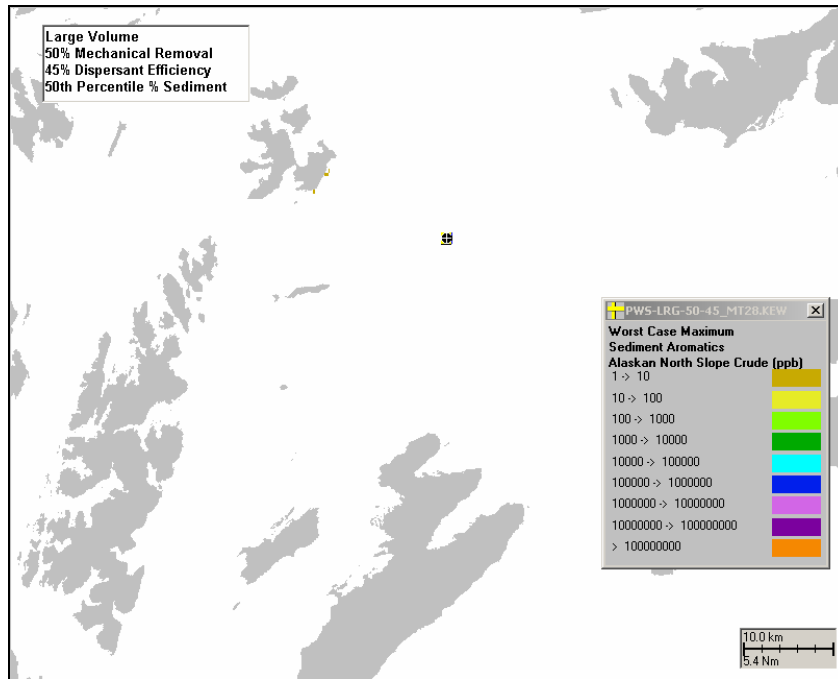 Large Volume
50% Mechanical Removal
45% Dispersant Efficiency
50th Percentile % Sediment
PWS-LRG-50-45_MT28.KEW
Worst Case Maximum
Sediment Aromatics
Alaskan North Slope Crude (ppb)
1 -> 10
10 -> 100
100 -> 1000
1000 -> 10000
10000 -> 100000
100000 -> 1000000
1000000 -> 10000000
10000000 -> 100000000
> 100000000
10.0 km
5.4 Nm